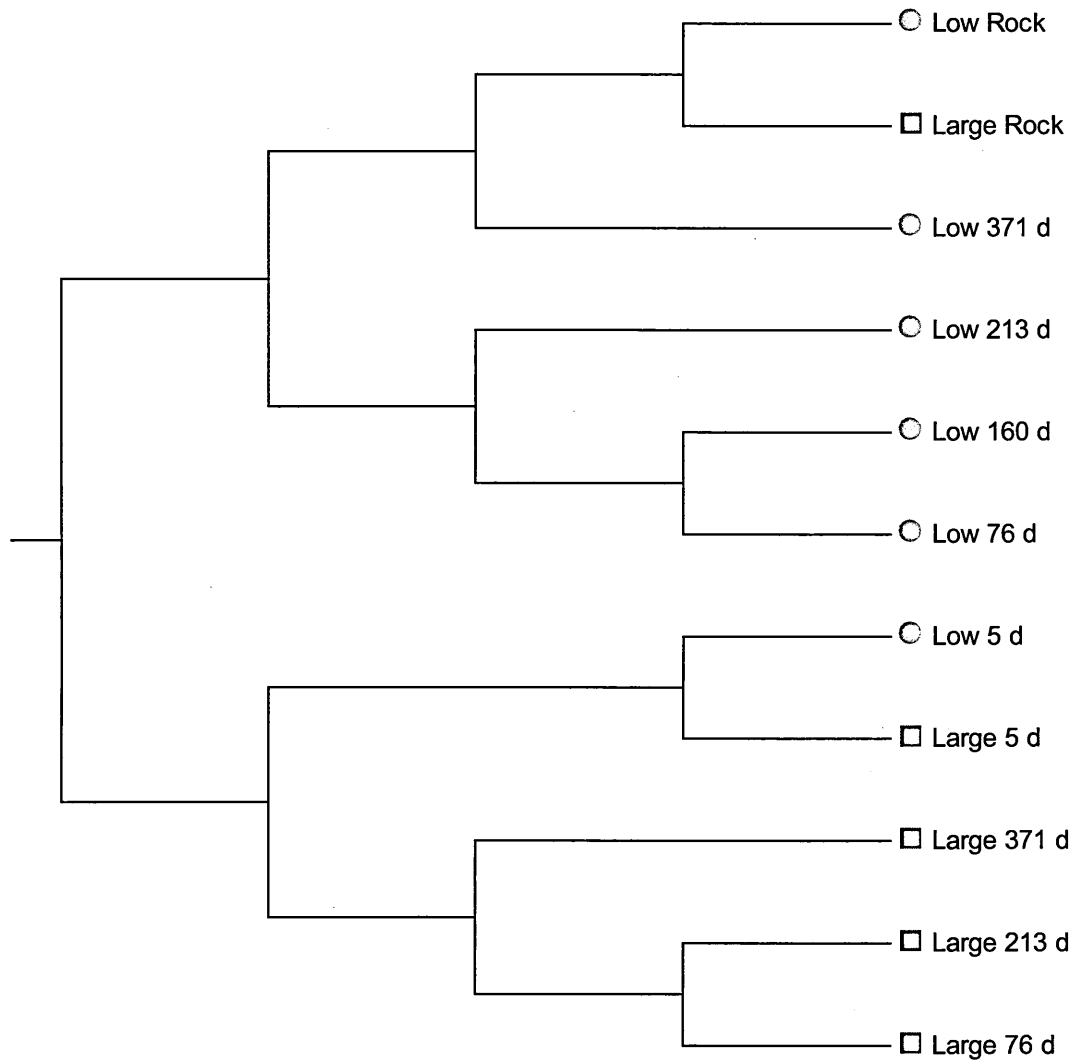 Low Rock
Large Rock
Low 371 d
Low 213 d
Low 160 d
Low 76 d
Low 5 d
Large 5 d
Large 371 d
Large 213 d
Large 76 d